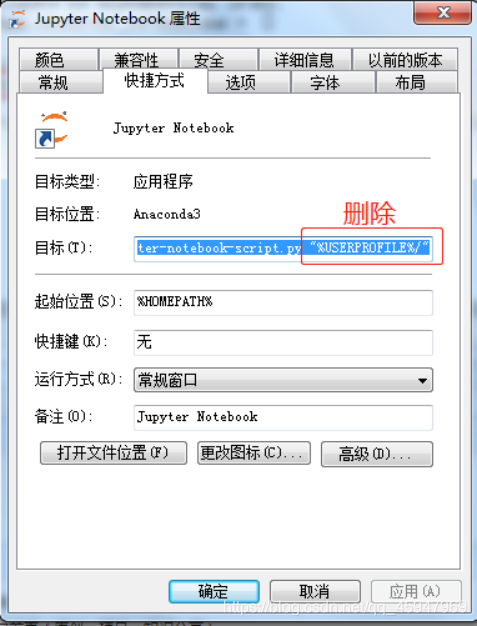 Jupyter Notebook 属性
颜色 兼容性 安全 详细信息 以前的版本
常规 快捷方式 选项 字体 布局
Jupyter Notebook
目标类型: 应用程序
目标位置: Anaconda3
删除
目标(T): ter-notebook-script.py "%USERPROFILE%/"
起始位置(S): %HOMEPATH%
快捷键(K): 无
运行方式(R): 常规窗口
备注(O): Jupyter Notebook
打开文件位置(F) 更改图标(C)... 高级(D)...
确定 取消 应用(A)
https://blog.csdn.net/qq_45947969